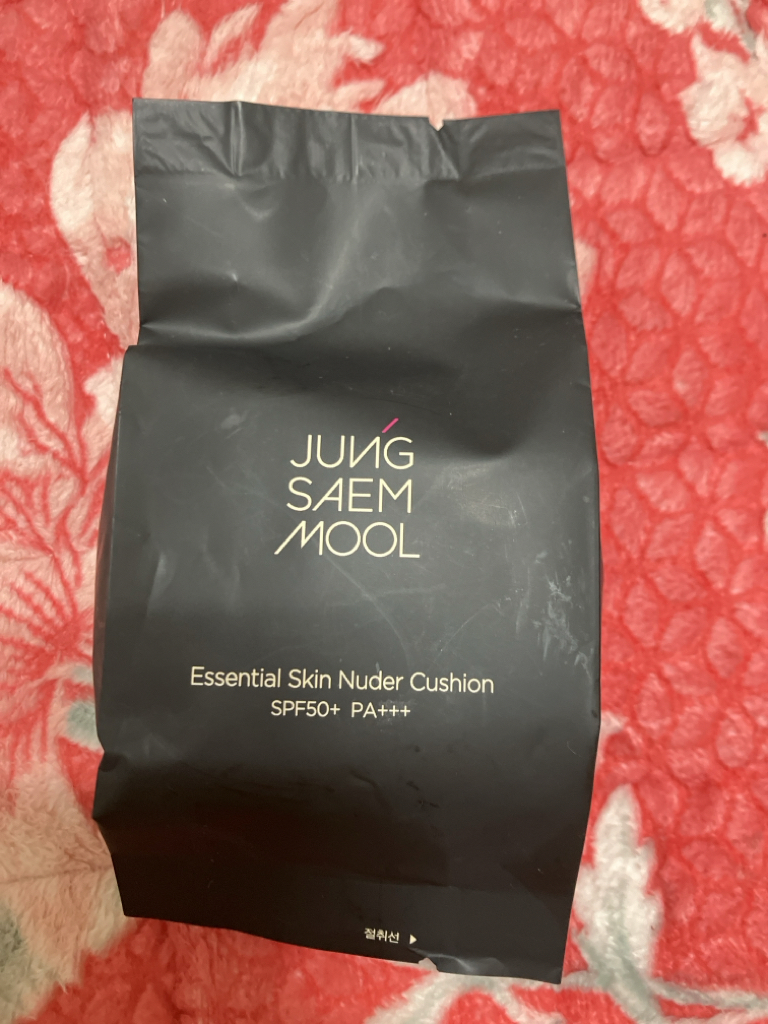 JUNG
SAEM
MOOL
Essential Skin Nuder Cushion
SPF50+ PA+++
절취선 ▶